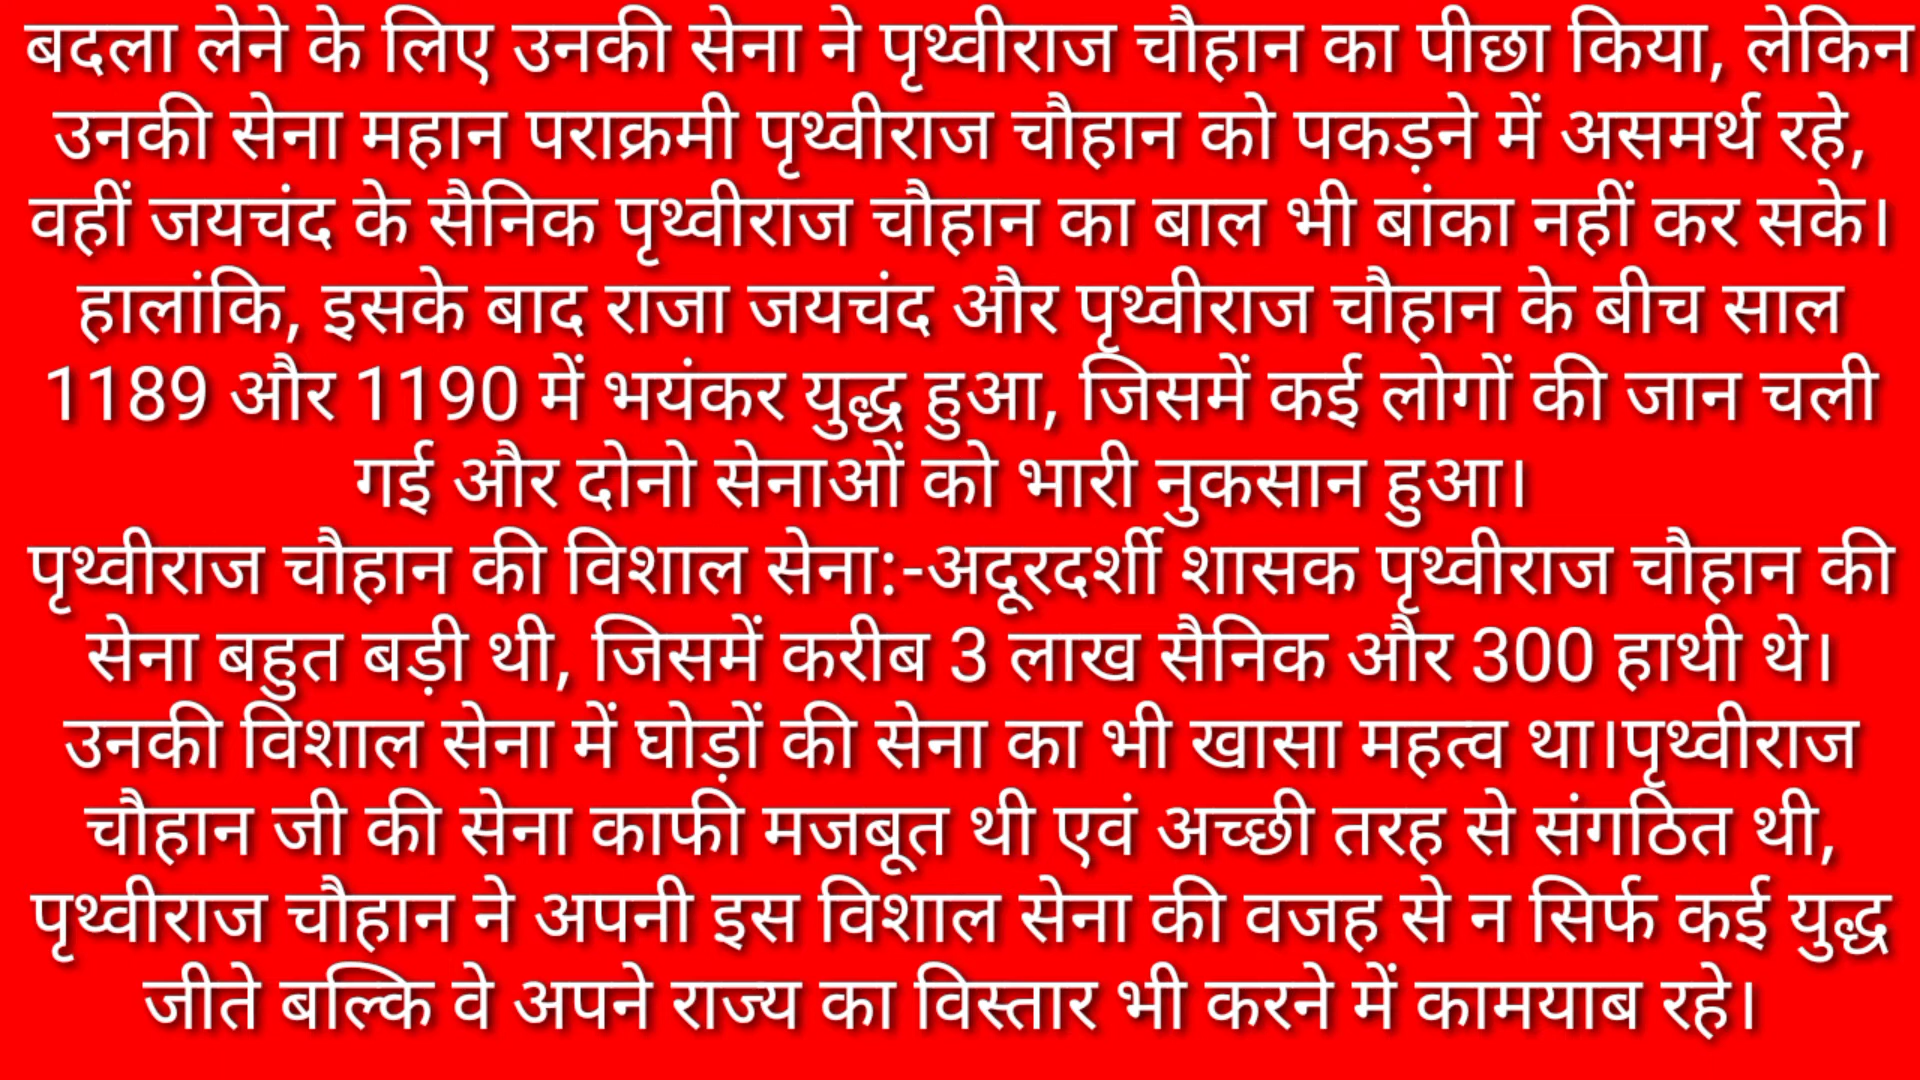 बदला लेने के लिए उनकी सेना ने पृथ्वीराज चौहान का पीछा किया, लेकिन
उनकी सेना महान पराक्रमी पृथ्वीराज चौहान को पकड़ने में असमर्थ रहे,
वहीं जयचंद के सैनिक पृथ्वीराज चौहान का बाल भी बांका नहीं कर सके।
हालांकि, इसके बाद राजा जयचंद और पृथ्वीराज चौहान के बीच साल
1189 और 1190 में भयंकर युद्ध हुआ, जिसमें कई लोगों की जान चली
गई और दोनो सेनाओं को भारी नुकसान हुआ।
पृथ्वीराज चौहान की विशाल सेना:-अदूरदर्शी शासक पृथ्वीराज चौहान की
सेना बहुत बड़ी थी, जिसमें करीब 3 लाख सैनिक और 300 हाथी थे।
उनकी विशाल सेना में घोड़ों की सेना का भी खासा महत्व था।पृथ्वीराज
चौहान जी की सेना काफी मजबूत थी एवं अच्छी तरह से संगठित थी,
पृथ्वीराज चौहान ने अपनी इस विशाल सेना की वजह से न सिर्फ कई युद्ध
जीते बल्कि वे अपने राज्य का विस्तार भी करने में कामयाब रहे।